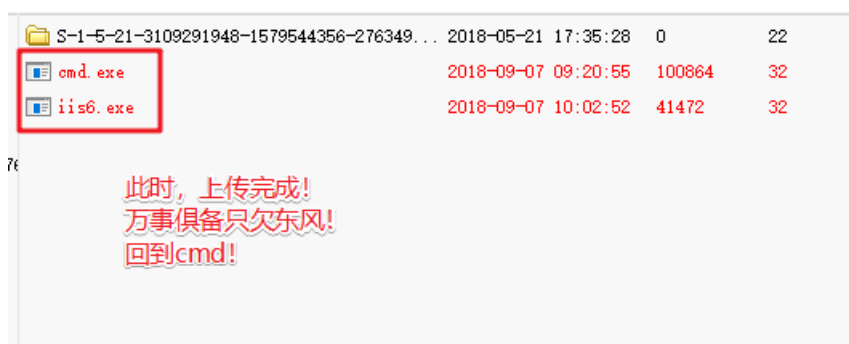 S-1-5-21-3109291948-1579544356-276349... 2018-05-21 17:35:28 0 22
cmd.exe 2018-09-07 09:20:55 100864 32
iis6.exe 2018-09-07 10:02:52 41472 32
76
此时，上传完成！
万事俱备只欠东风！
回到cmd！